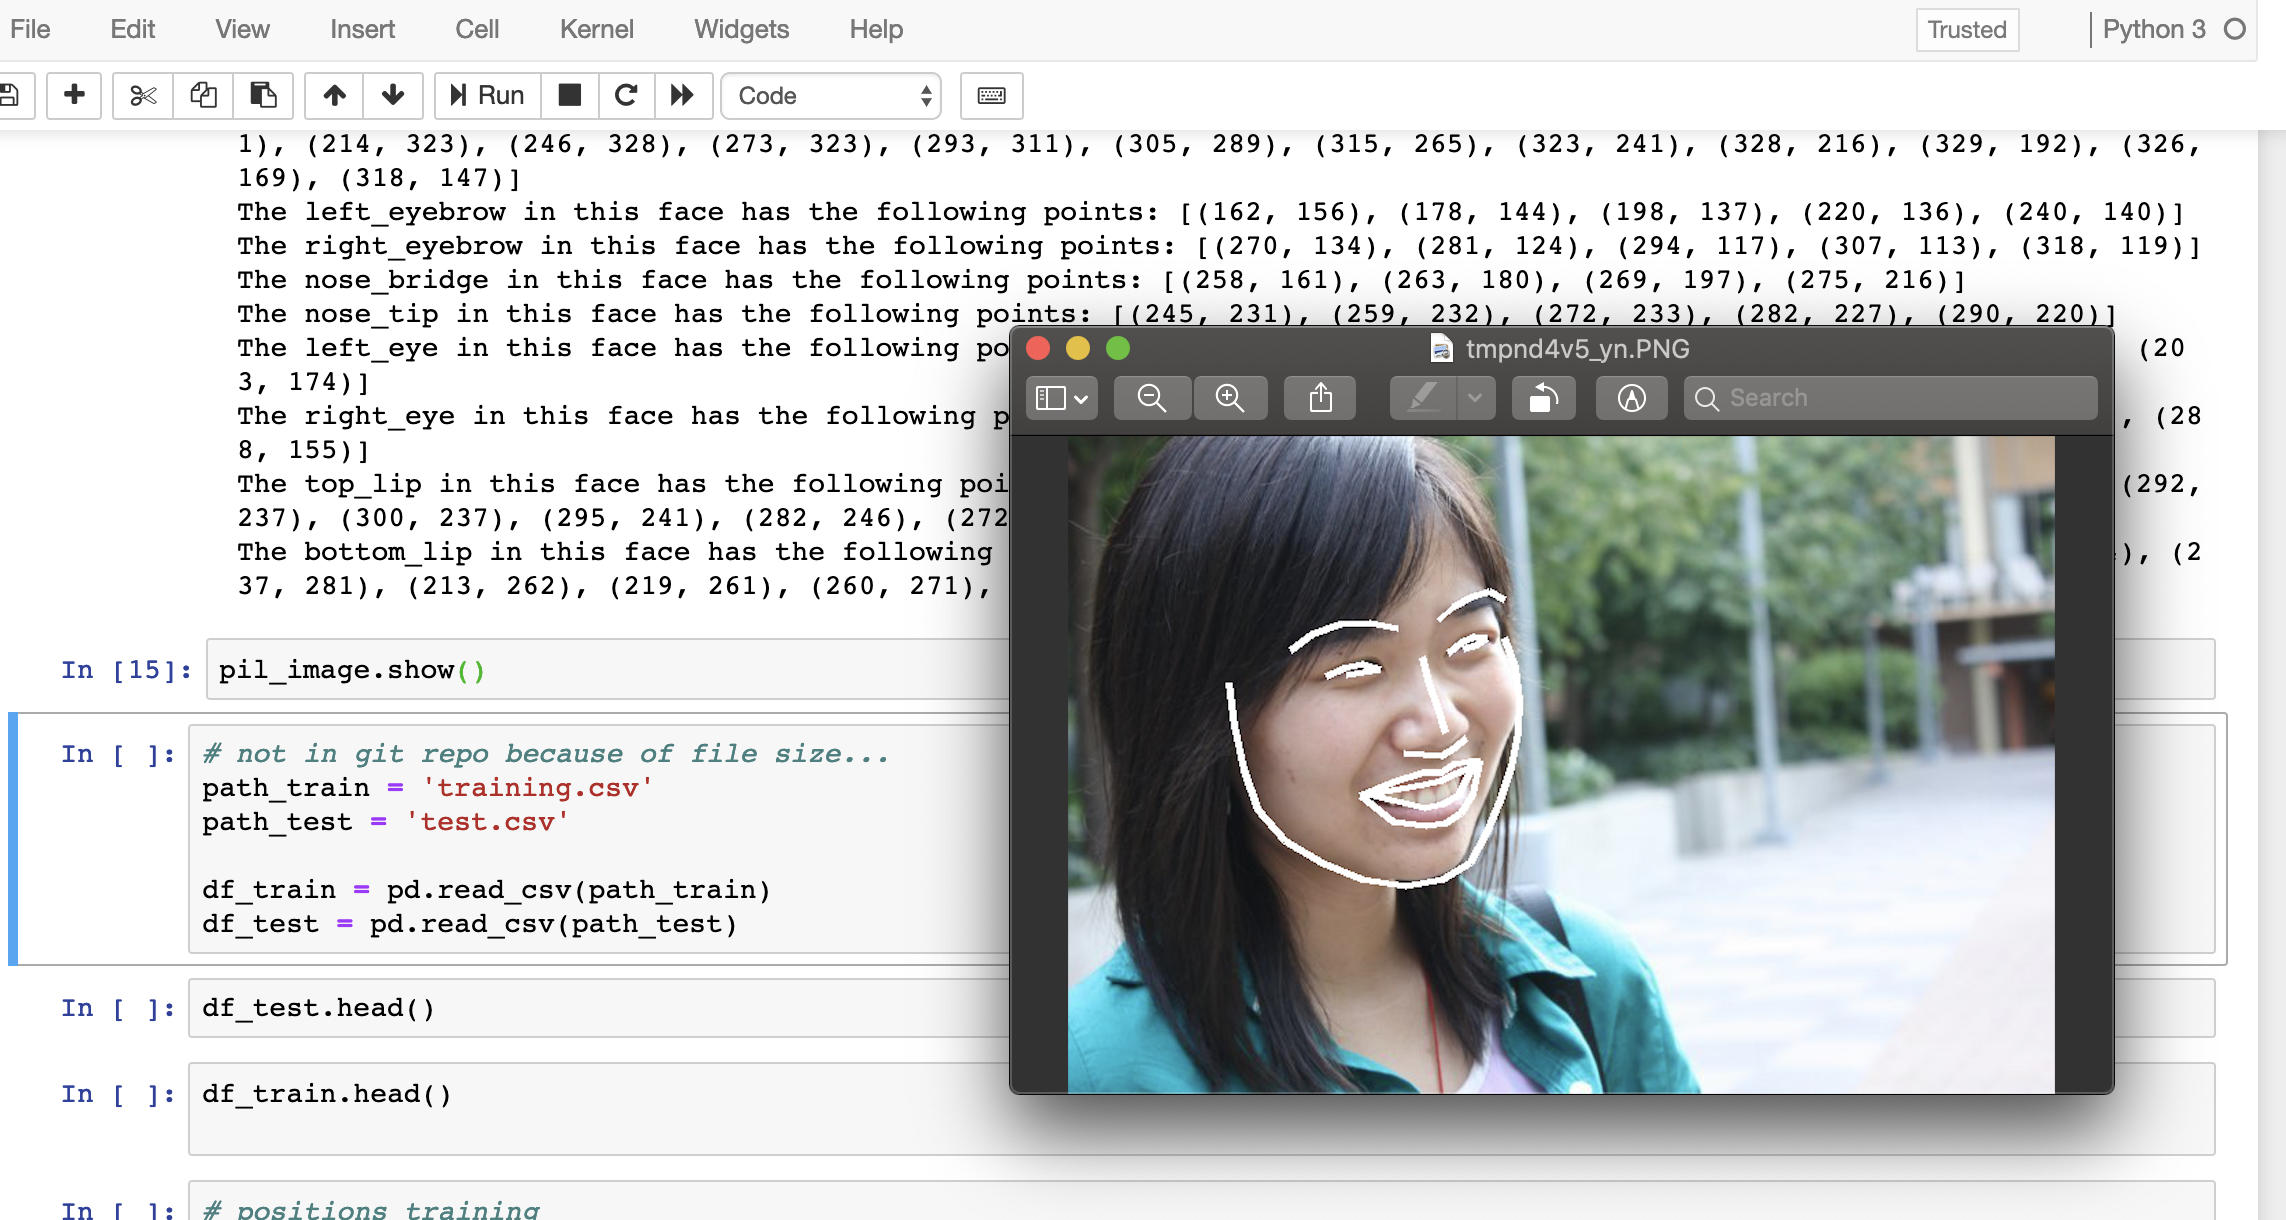 File Edit View Insert Cell Kernel Widgets Help Trusted Python 3
Run Code
1), (214, 323), (246, 328), (273, 323), (293, 311), (305, 289), (315, 265), (323, 241), (328, 216), (329, 192), (326,
169), (318, 147)]
The left_eyebrow in this face has the following points: [(162, 156), (178, 144), (198, 137), (220, 136), (240, 140)]
The right_eyebrow in this face has the following points: [(270, 134), (281, 124), (294, 117), (307, 113), (318, 119)]
The nose_bridge in this face has the following points: [(258, 161), (263, 180), (269, 197), (275, 216)]
The nose_tip in this face has the following points: [(245, 231), (259, 232), (272, 233), (282, 227), (290, 220)]
The left_eye in this face has the following po (20
3, 174)]
The right_eye in this face has the following p , (28
8, 155)]
The top_lip in this face has the following poi (292,
237), (300, 237), (295, 241), (282, 246), (272
The bottom_lip in this face has the following ), (2
37, 281), (213, 262), (219, 261), (260, 271),
tmpnd4v5_yn.PNG
Search
In [15]: pil_image.show()
In [ ]: # not in git repo because of file size...
path_train = 'training.csv'
path_test = 'test.csv'
df_train = pd.read_csv(path_train)
df_test = pd.read_csv(path_test)
In [ ]: df_test.head()
In [ ]: df_train.head()
In [ ]: # positions training